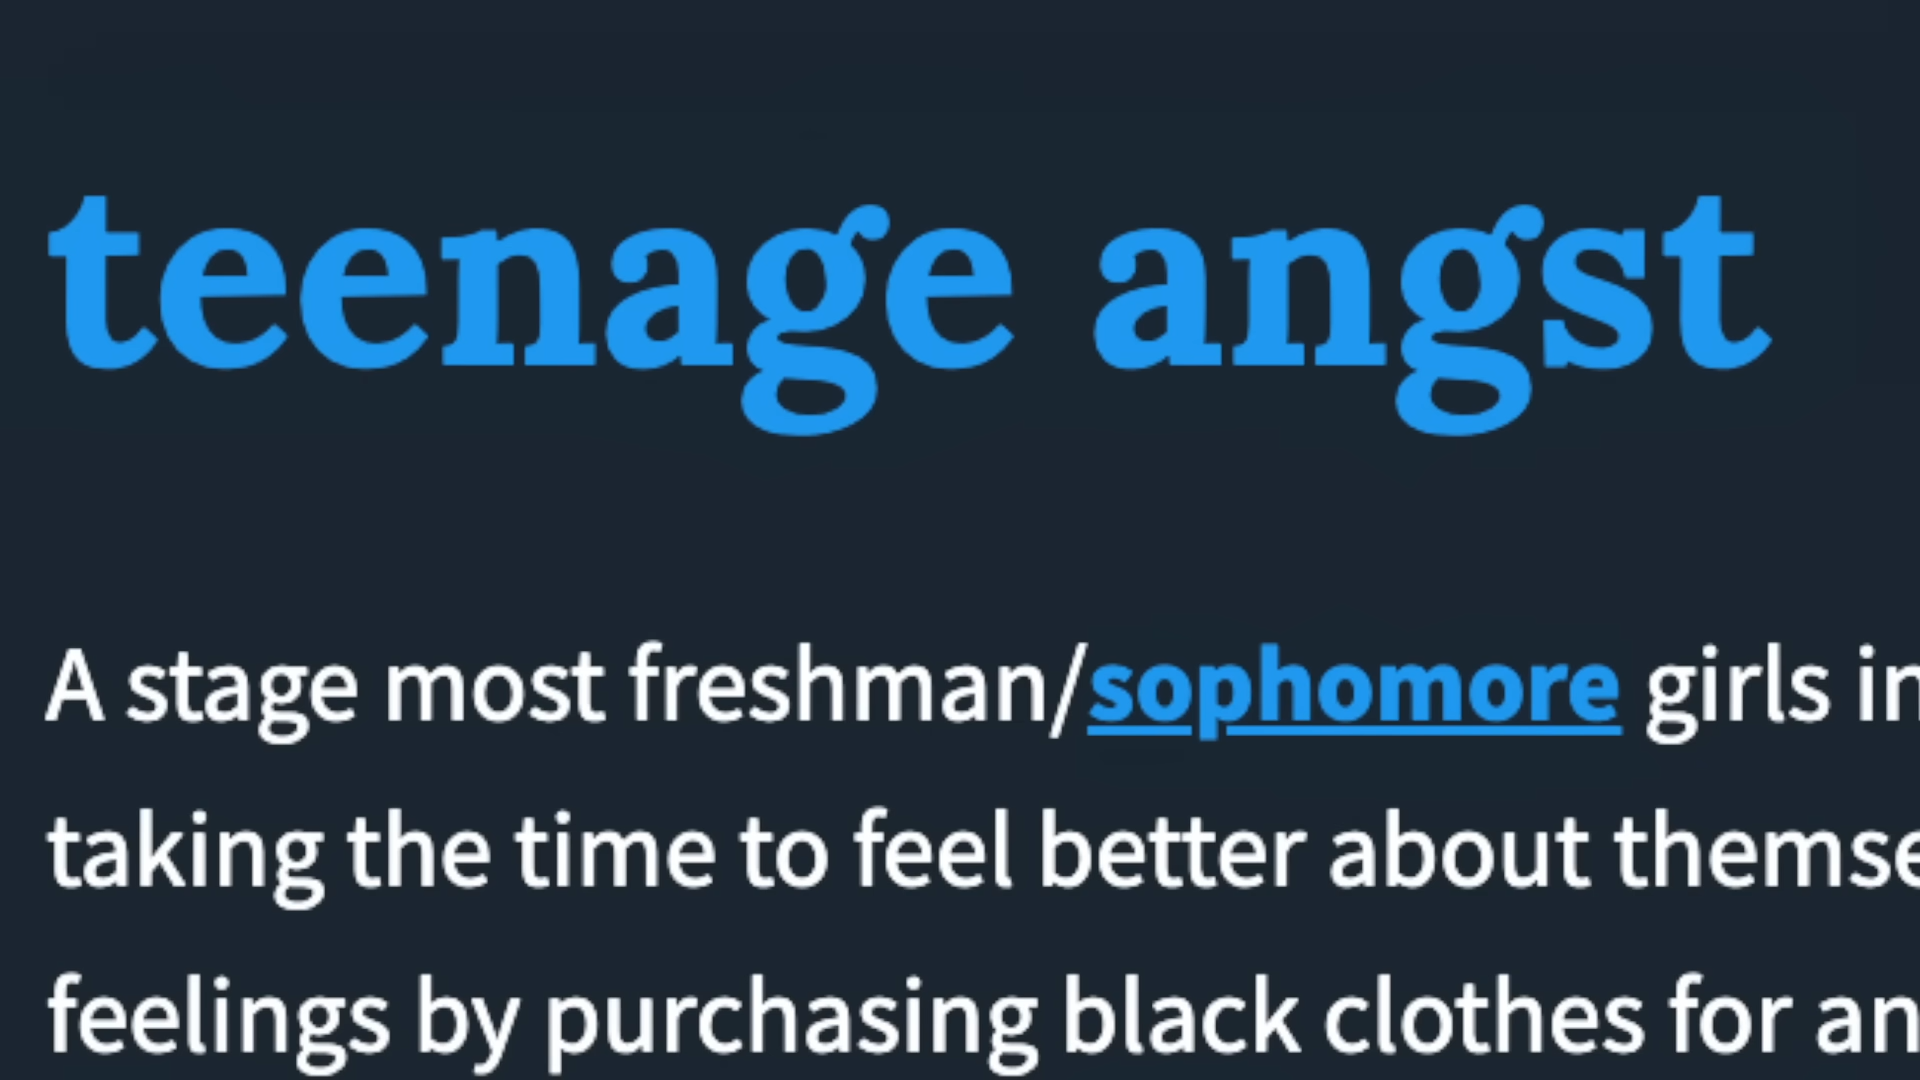 teenage angst
A stage most freshman/sophomore girls in
taking the time to feel better about themse
feelings by purchasing black clothes for an